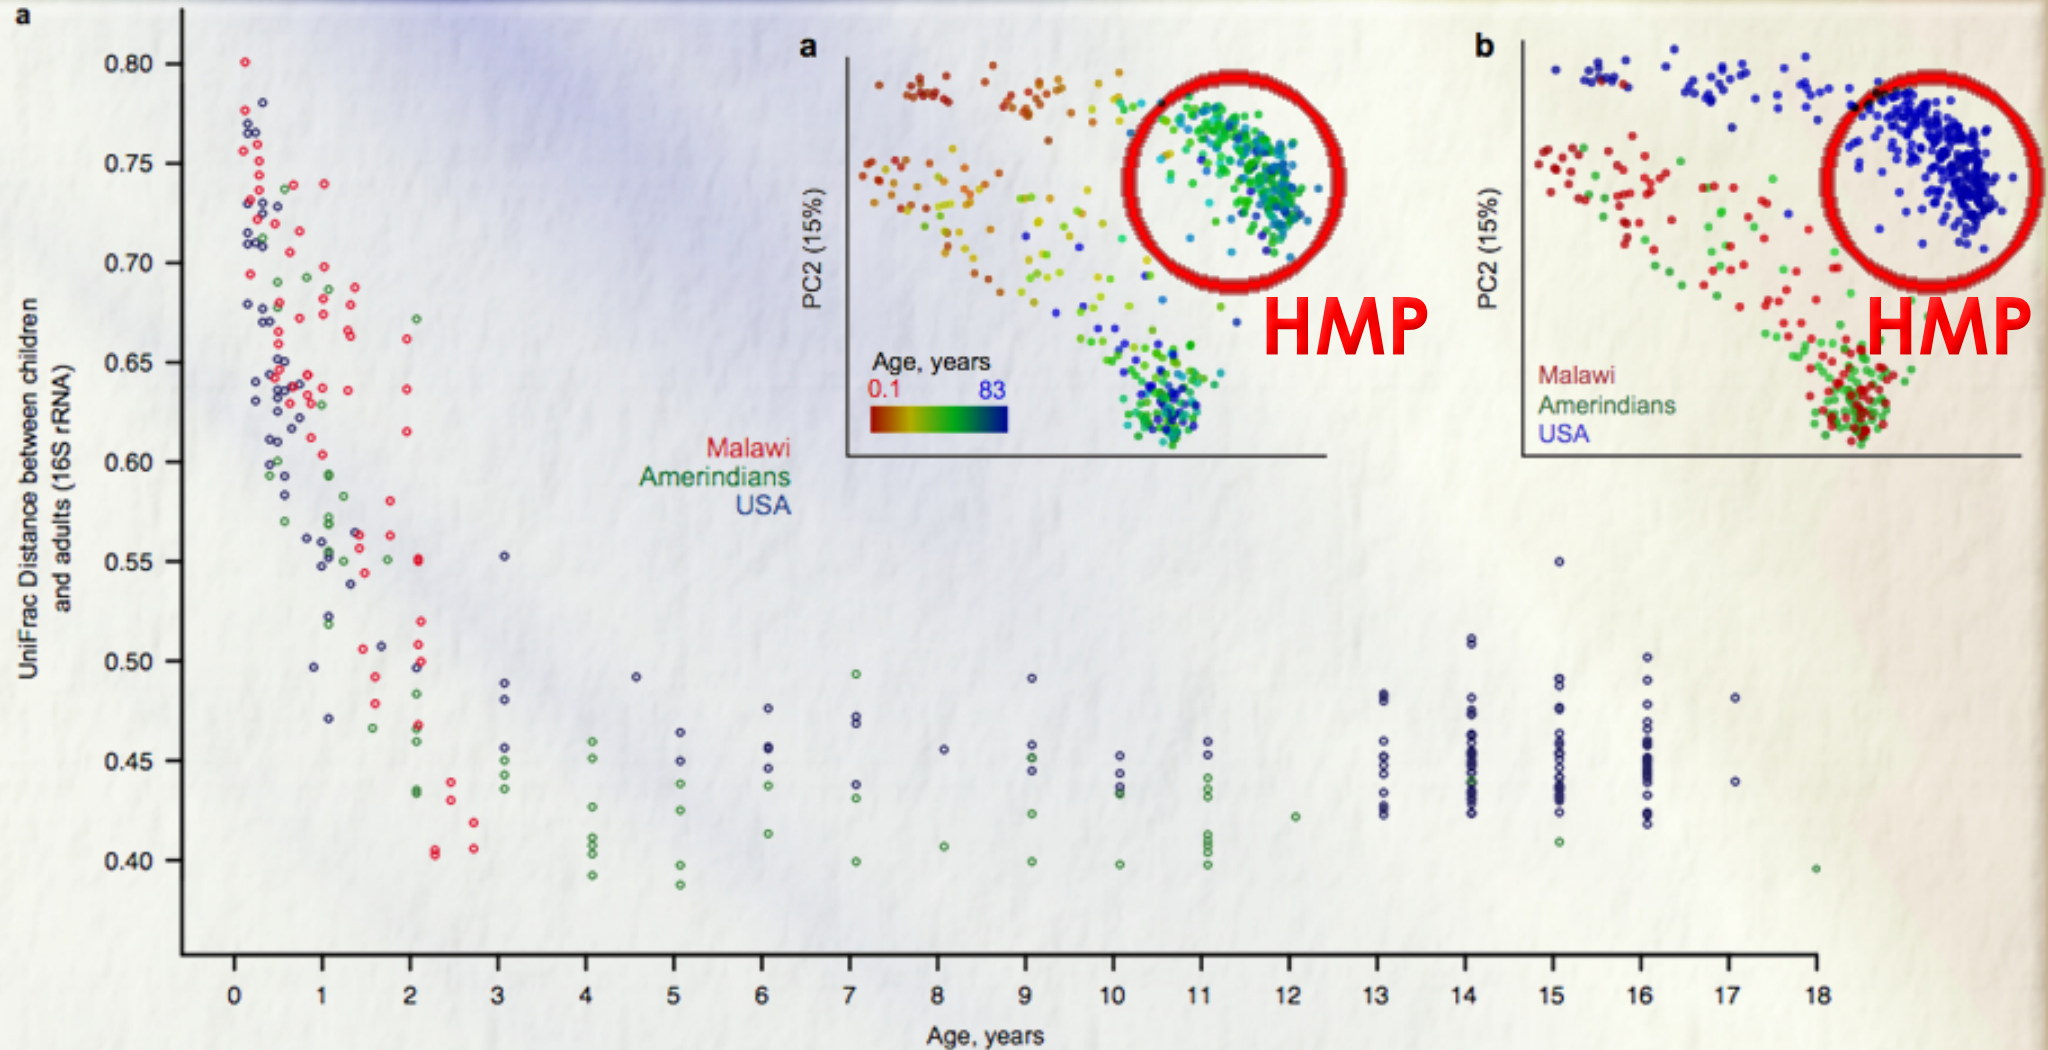 a
UniFrac Distance between children
and adults (16S rRNA)
0.80
0.75
0.70
0.65
0.60
0.55
0.50
0.45
0.40
0 1 2 3 4 5 6 7 8 9 10 11 12 13 14 15 16 17 18
Age, years
Malawi
Amerindians
USA
a
PC2 (15%)
HMP
Age, years
0.1 83
b
PC2 (15%)
HMP
Malawi
Amerindians
USA